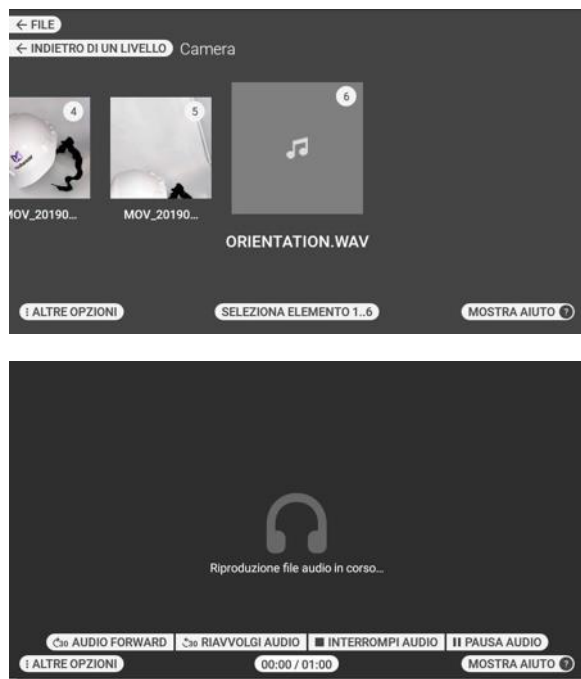 ← FILE
← INDIETRO DI UN LIVELLO Camera
4 5 6
MOV_20190... MOV_20190...
ORIENTATION.WAV
ALTRE OPZIONI SELEZIONA ELEMENTO 1..6 MOSTRA AIUTO ?
Riproduzione file audio in corso...
30 AUDIO FORWARD 30 RIAVVOLGI AUDIO INTERROMPI AUDIO PAUSA AUDIO
ALTRE OPZIONI 00:00 / 01:00 MOSTRA AIUTO ?